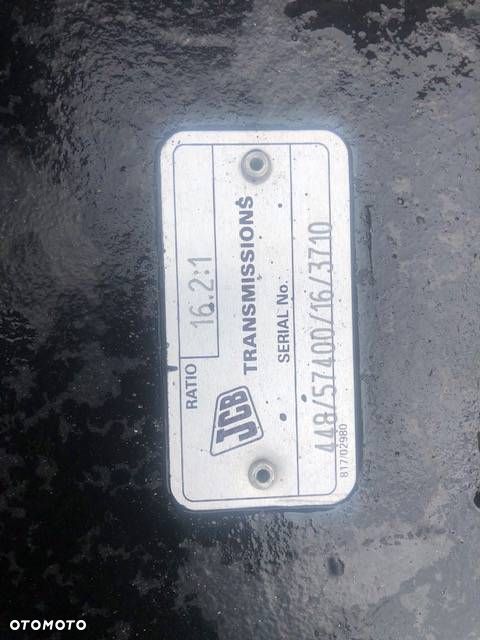 RATIO 16.2:1
JCB TRANSMISSIONS
SERIAL No.
448/57400/16/3710
817/02980
OTOMOTO